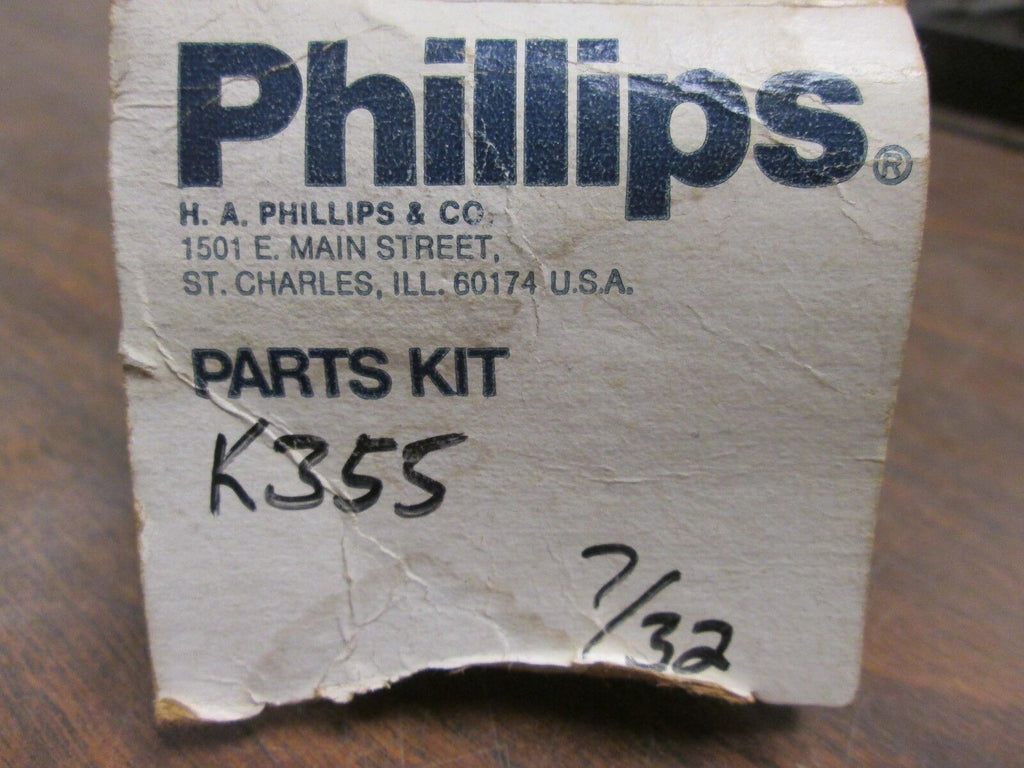 Phillips®
H. A. PHILLIPS & CO.
1501 E. MAIN STREET,
ST. CHARLES, ILL. 60174 U.S.A.
PARTS KIT
K355
7/32